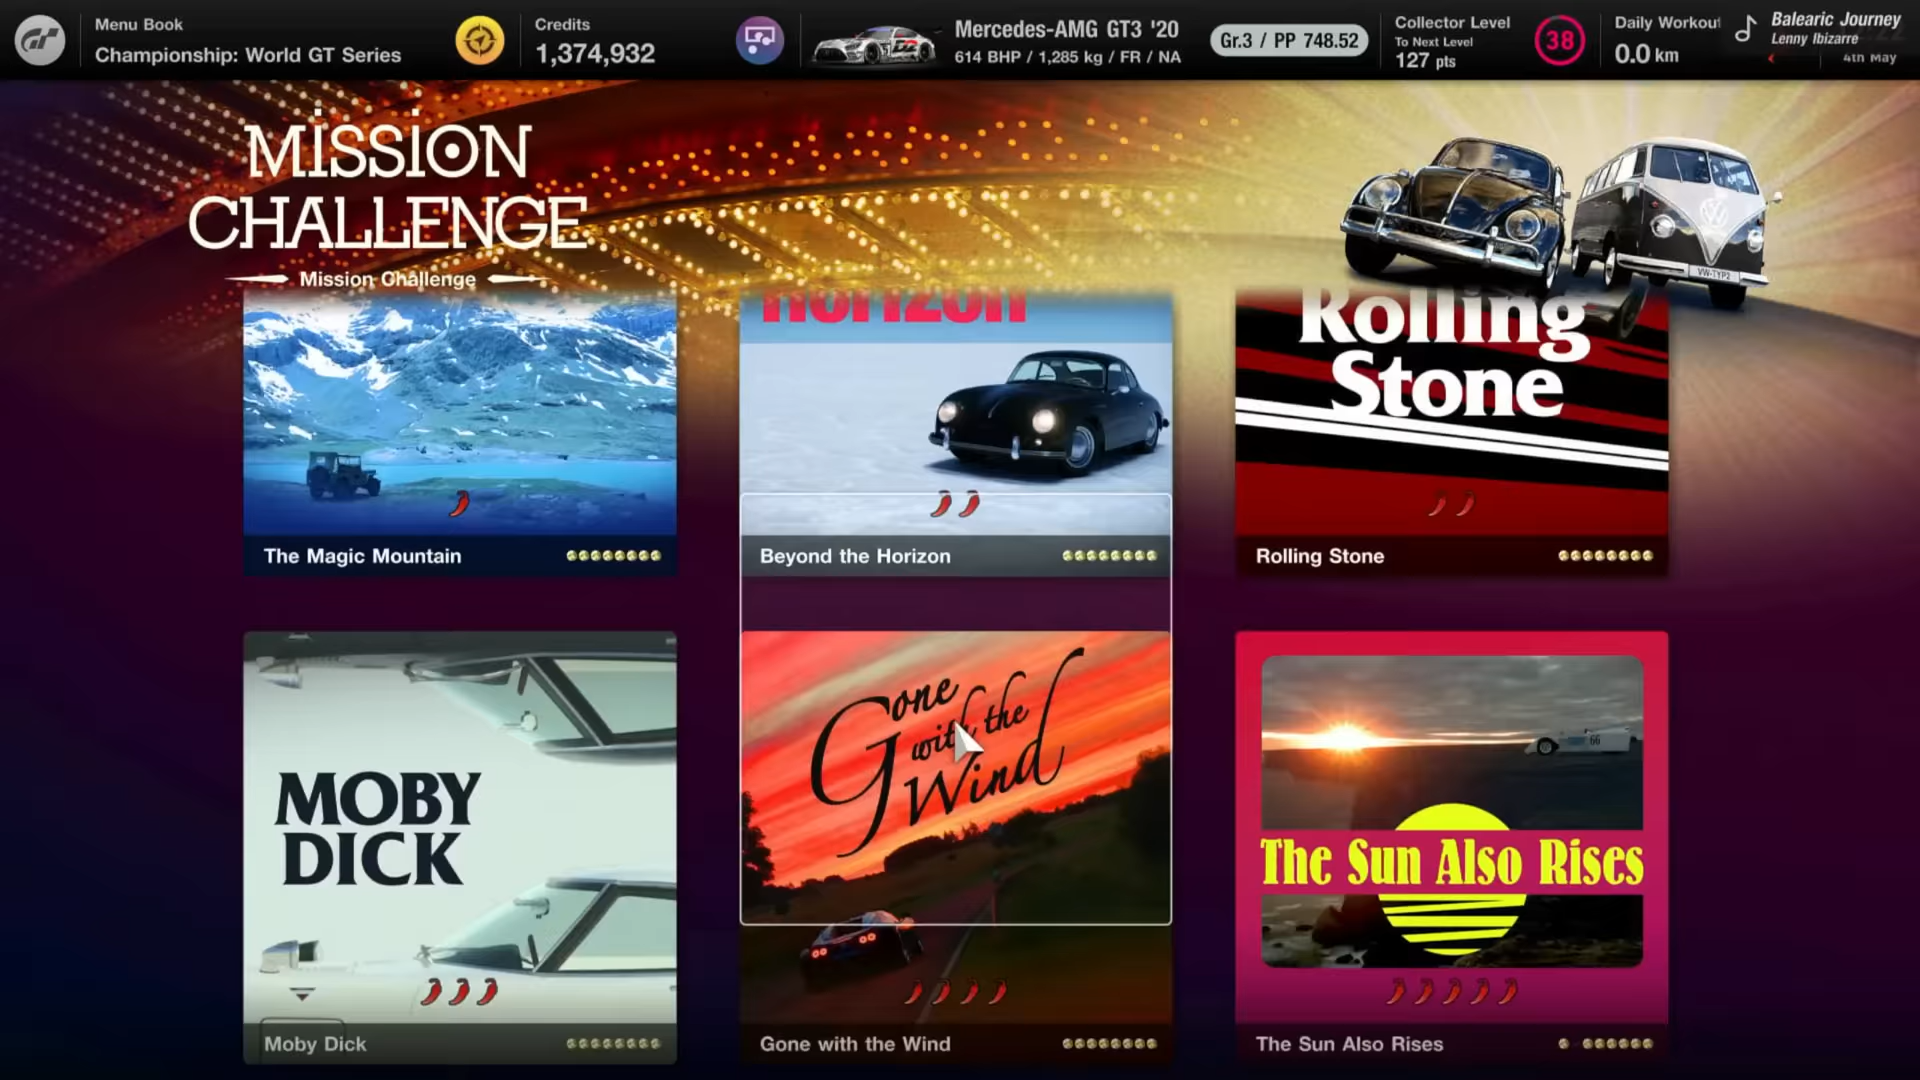 Menu Book
Championship: World GT Series
Credits
1,374,932
Mercedes-AMG GT3 '20
614 BHP / 1,285 kg / FR / NA
Gr.3 / PP 748.52
Collector Level
To Next Level
127 pts
38
Daily Workout
0.0 km
Balearic Journey
Lenny Ibizarre
4th May
MISSION
CHALLENGE
Mission Challenge
VW-TYP2
The Magic Mountain
Horizon
Beyond the Horizon
Rolling
Stone
Rolling Stone
MOBY
DICK
Moby Dick
Gone
with the
Wind
Gone with the Wind
66
The Sun Also Rises
The Sun Also Rises